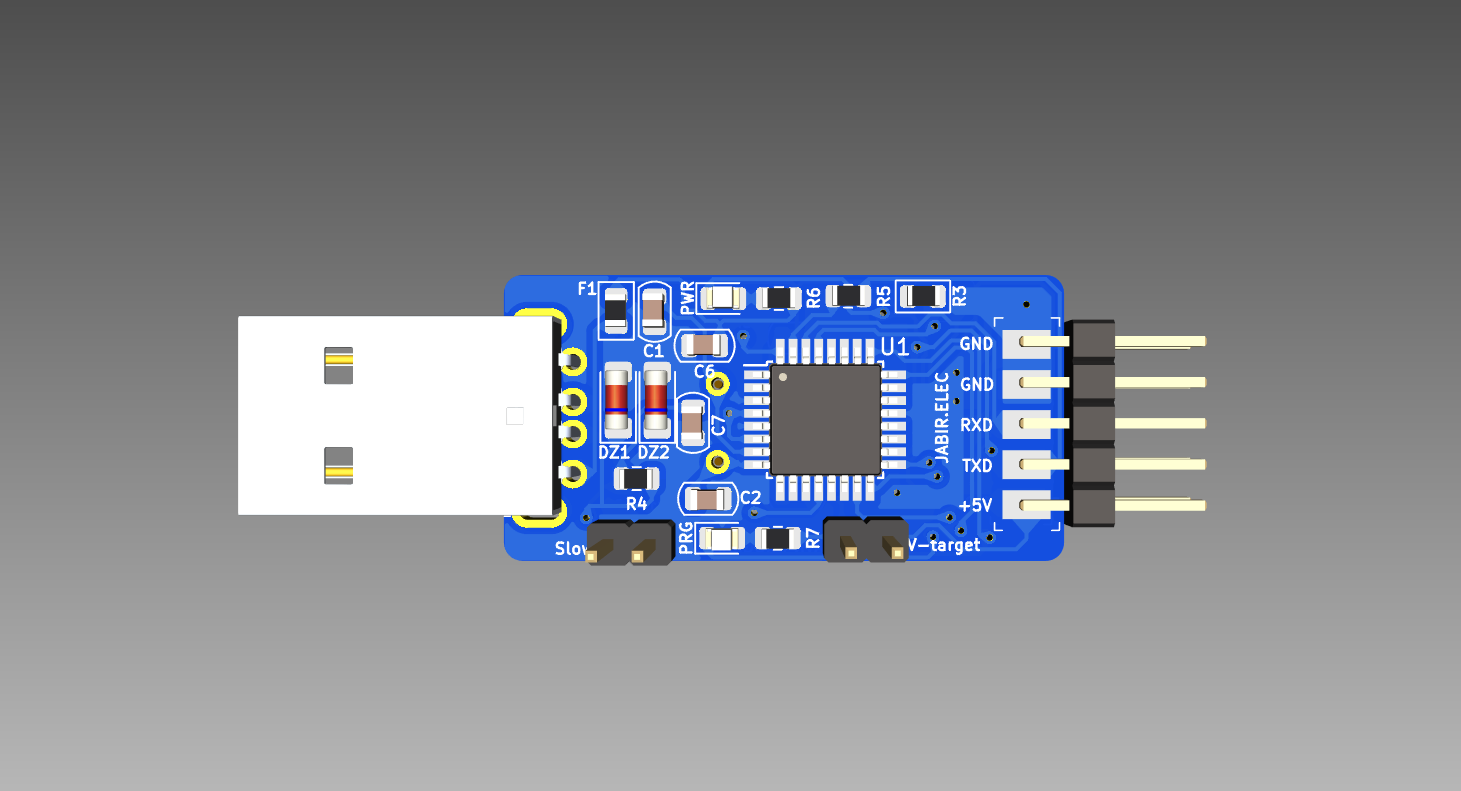 F1
C1
PWR
R6
R5
R3
C6
U1
GND
GND
RXD
TXD
+5V
JABIR.ELEC
C7
DZ1
DZ2
R4
C2
PRG
R7
V-target